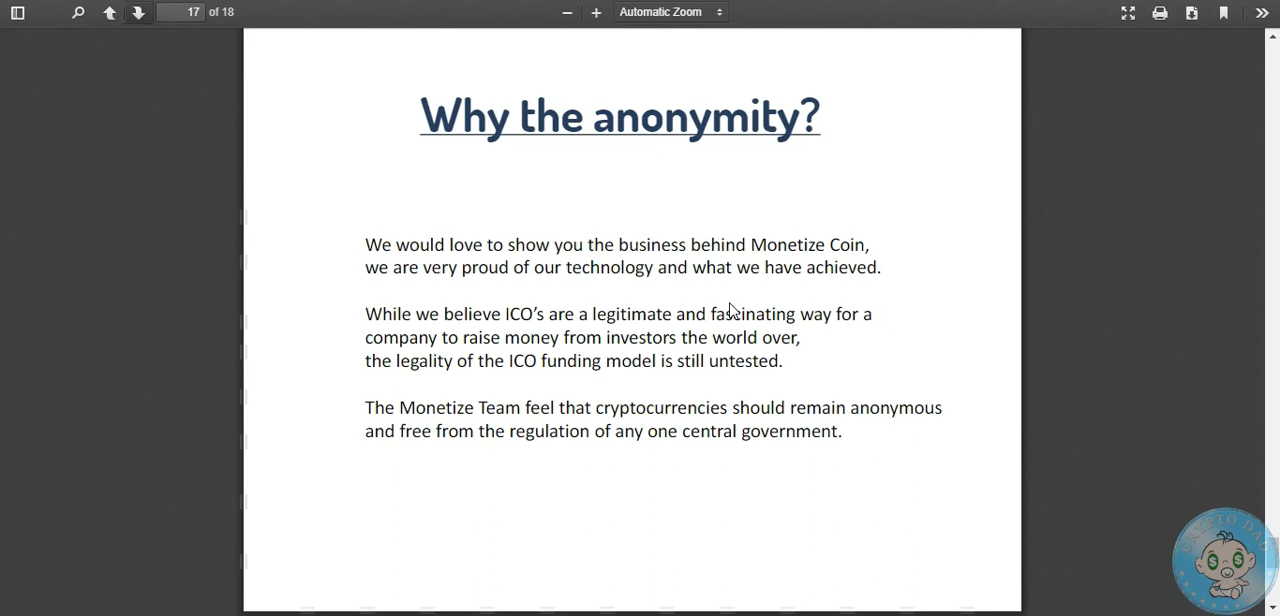 17 of 18
Automatic Zoom
Why the anonymity?
We would love to show you the business behind Monetize Coin,
we are very proud of our technology and what we have achieved.
While we believe ICO's are a legitimate and fascinating way for a
company to raise money from investors the world over,
the legality of the ICO funding model is still untested.
The Monetize Team feel that cryptocurrencies should remain anonymous
and free from the regulation of any one central government.
CRYPTO DAD